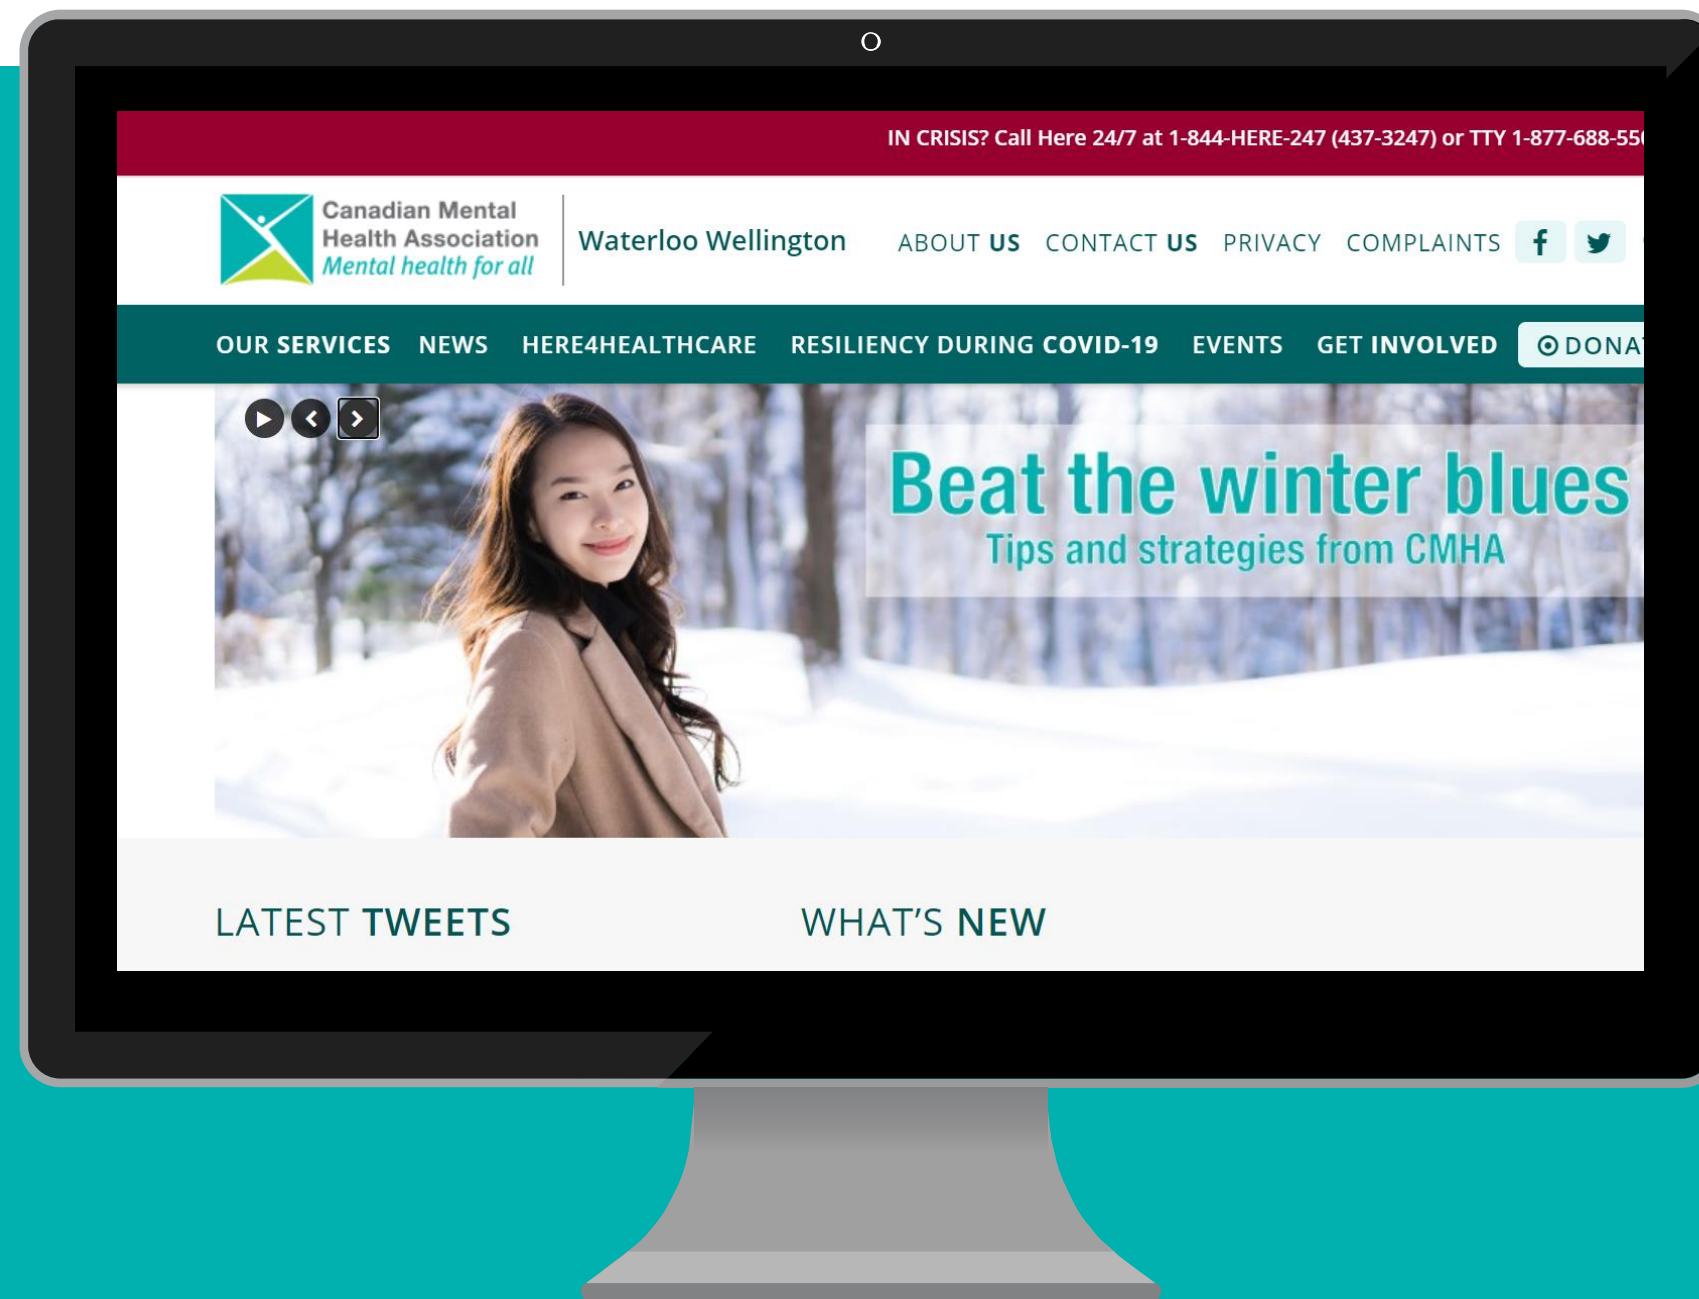 IN CRISIS? Call Here 24/7 at 1-844-HERE-247 (437-3247) or TTY 1-877-688-55
Canadian Mental
Health Association
Mental health for all
Waterloo Wellington
ABOUT US CONTACT US PRIVACY COMPLAINTS
OUR SERVICES NEWS HERE4HEALTHCARE RESILIENCY DURING COVID-19 EVENTS GET INVOLVED DONA
Beat the winter blues
Tips and strategies from CMHA
LATEST TWEETS
WHAT'S NEW